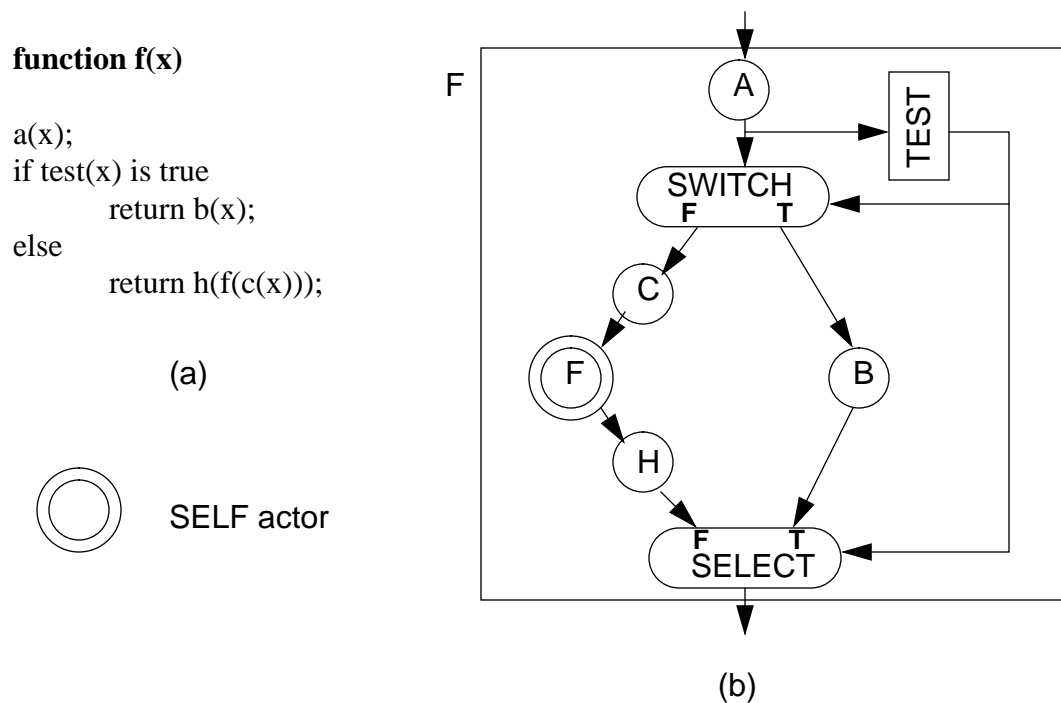 function f(x)
a(x);
if test(x) is true
return b(x);
else
return h(f(c(x)));
(a)
SELF actor
F
A
TEST
SWITCH
F T
C
F
B
H
F T
SELECT
(b)